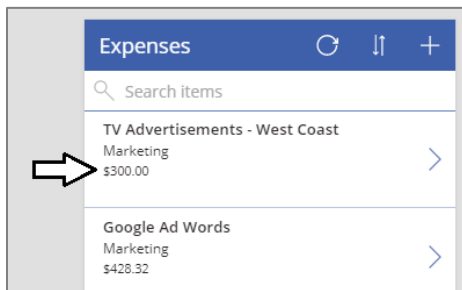 Expenses
Search items
TV Advertisements - West Coast
Marketing
$300.00
Google Ad Words
Marketing
$428.32